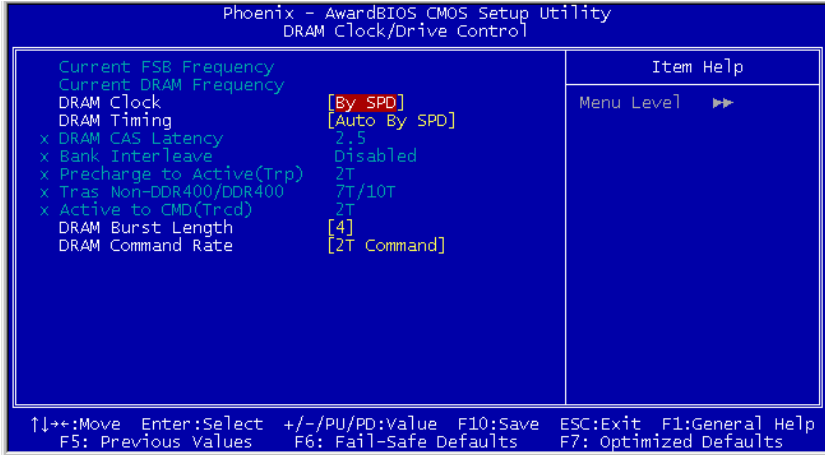 Phoenix - AwardBIOS CMOS Setup Utility
DRAM Clock/Drive Control
Current FSB Frequency
Current DRAM Frequency
DRAM Clock [By SPD]
DRAM Timing [Auto By SPD]
x DRAM CAS Latency 2.5
x Bank Interleave Disabled
x Precharge to Active(Trp) 2T
x Tras Non-DDR400/DDR400 7T/10T
x Active to CMD(Trcd) 2T
DRAM Burst Length [4]
DRAM Command Rate [2T Command]
Item Help
Menu Level ▶▶
↑↓→←:Move Enter:Select +/-/PU/PD:Value F10:Save ESC:Exit F1:General Help
F5: Previous Values F6: Fail-Safe Defaults F7: Optimized Defaults